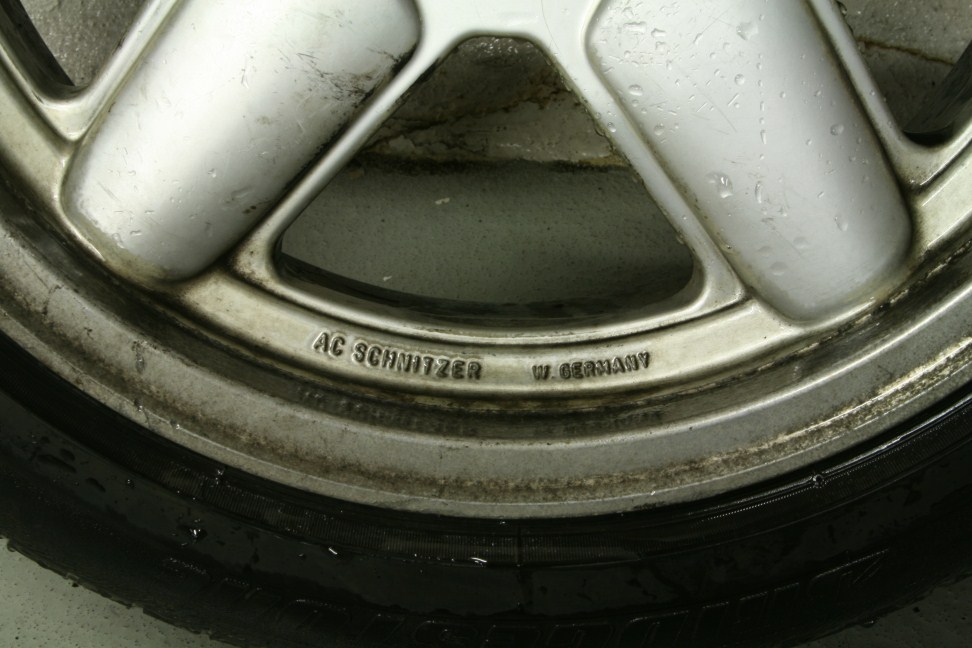 AC SCHNITZER W. GERMANY